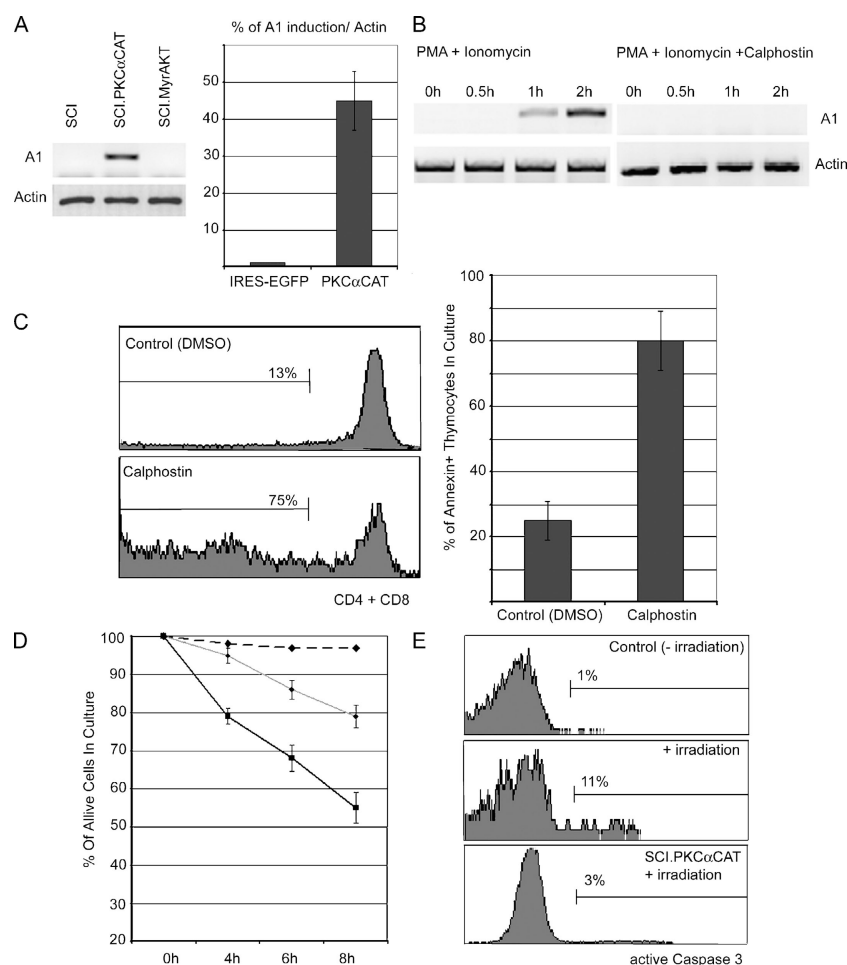 A
SCI
SCI.PKCαCAT
SCI.MyrAKT
A1
Actin
% of A1 induction/ Actin
50
40
30
20
10
IRES-EGFP PKCαCAT
B
PMA + Ionomycin
PMA + Ionomycin +Calphostin
0h 0.5h 1h 2h
0h 0.5h 1h 2h
A1
Actin
C
Control (DMSO)
13%
Calphostin
75%
CD4 + CD8
% of Annexin+ Thymocytes In Culture
100
80
60
40
20
Control (DMSO) Calphostin
D
% Of Allive Cells In Culture
100
90
80
70
60
50
40
30
20
0h 4h 6h 8h
E
Control (- irradiation)
1%
+ irradiation
11%
SCI.PKCαCAT
+ irradiation
3%
active Caspase 3